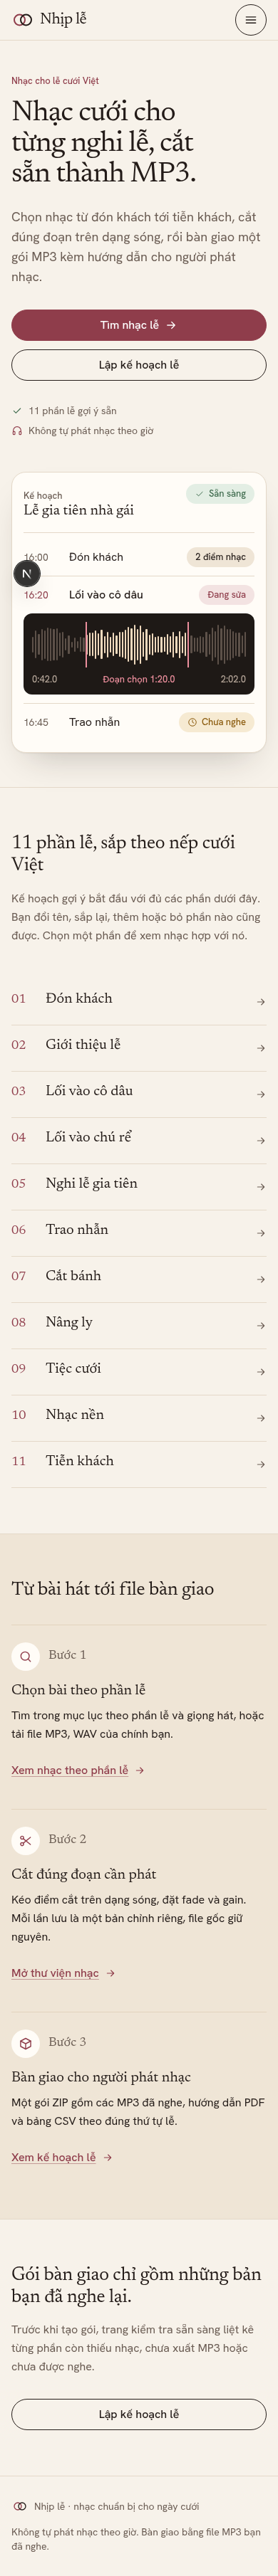 Nhịp lễ
Nhạc cho lễ cưới Việt
Nhạc cưới cho
từng nghi lễ, cắt
sẵn thành MP3.
Chọn nhạc từ đón khách tới tiễn khách, cắt
đúng đoạn trên dạng sóng, rồi bàn giao một
gói MP3 kèm hướng dẫn cho người phát
nhạc.
Tìm nhạc lễ →
Lập kế hoạch lễ
11 phần lễ gợi ý sẵn
Không tự phát nhạc theo giờ
Kế hoạch
Lễ gia tiên nhà gái
Sẵn sàng
16:00 Đón khách 2 điểm nhạc
N
16:20 Lối vào cô dâu Đang sửa
0:42.0 Đoạn chọn 1:20.0 2:02.0
16:45 Trao nhẫn Chưa nghe
11 phần lễ, sắp theo nếp cưới
Việt
Kế hoạch gợi ý bắt đầu với đủ các phần dưới đây.
Bạn đổi tên, sắp lại, thêm hoặc bỏ phần nào cũng
được. Chọn một phần để xem nhạc hợp với nó.
01 Đón khách →
02 Giới thiệu lễ →
03 Lối vào cô dâu →
04 Lối vào chú rể →
05 Nghi lễ gia tiên →
06 Trao nhẫn →
07 Cắt bánh →
08 Nâng ly →
09 Tiệc cưới →
10 Nhạc nền →
11 Tiễn khách →
Từ bài hát tới file bàn giao
Bước 1
Chọn bài theo phần lễ
Tìm trong mục lục theo phần lễ và giọng hát, hoặc
tải file MP3, WAV của chính bạn.
Xem nhạc theo phần lễ →
Bước 2
Cắt đúng đoạn cần phát
Kéo điểm cắt trên dạng sóng, đặt fade và gain.
Mỗi lần lưu là một bản chỉnh riêng, file gốc giữ
nguyên.
Mở thư viện nhạc →
Bước 3
Bàn giao cho người phát nhạc
Một gói ZIP gồm các MP3 đã nghe, hướng dẫn PDF
và bảng CSV theo đúng thứ tự lễ.
Xem kế hoạch lễ →
Gói bàn giao chỉ gồm những bản
bạn đã nghe lại.
Trước khi tạo gói, trang kiểm tra sẵn sàng liệt kê
từng phần còn thiếu nhạc, chưa xuất MP3 hoặc
chưa được nghe.
Lập kế hoạch lễ
Nhịp lễ · nhạc chuẩn bị cho ngày cưới
Không tự phát nhạc theo giờ. Bàn giao bằng file MP3 bạn
đã nghe.